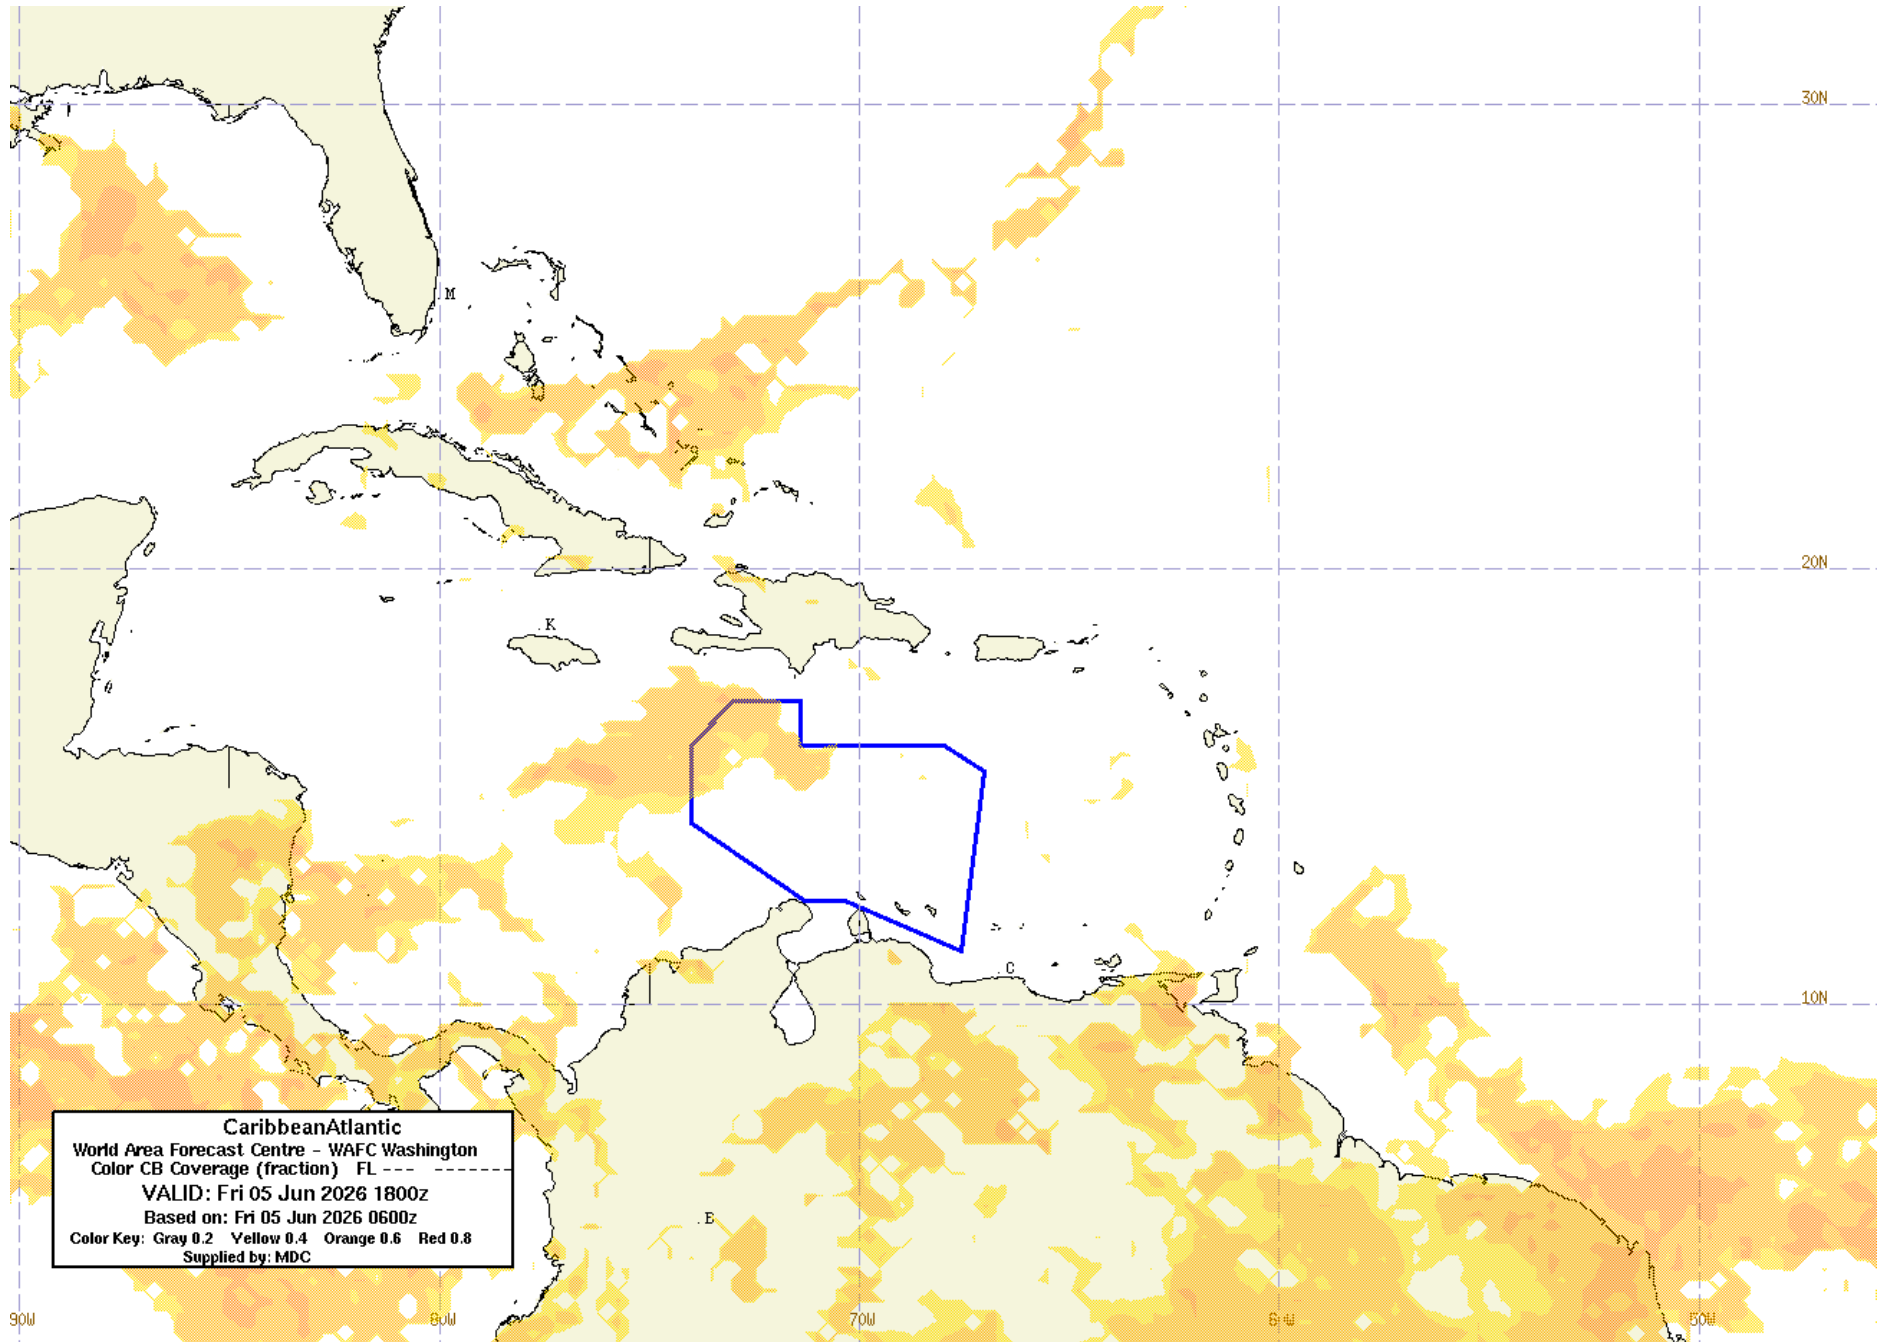 30N
.M
20N
.K
.C
10N
CaribbeanAtlantic
World Area Forecast Centre - WAFC Washington
Color CB Coverage (fraction) FL --- -------
VALID: Fri 05 Jun 2026 1800z
Based on: Fri 05 Jun 2026 0600z
Color Key: Gray 0.2 Yellow 0.4 Orange 0.6 Red 0.8
Supplied by: MDC
.E
90W 80W 70W 60W 50W